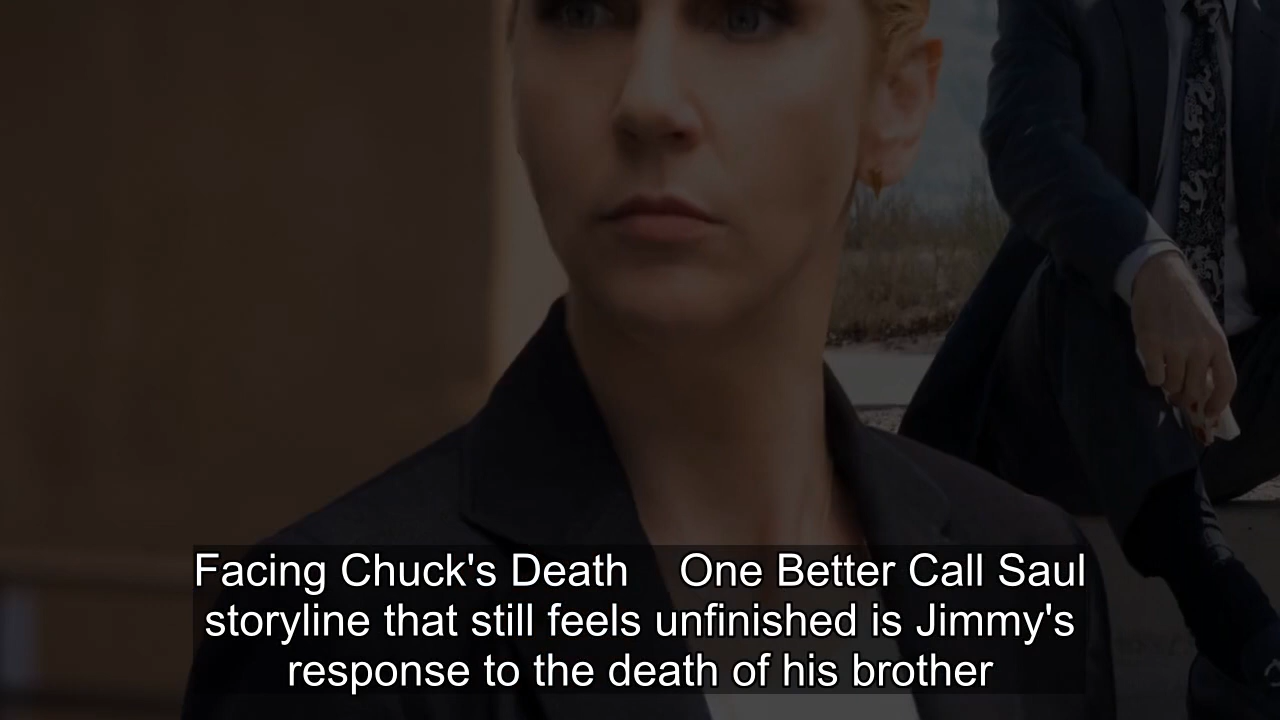 Facing Chuck's Death    One Better Call Saul
storyline that still feels unfinished is Jimmy's
response to the death of his brother